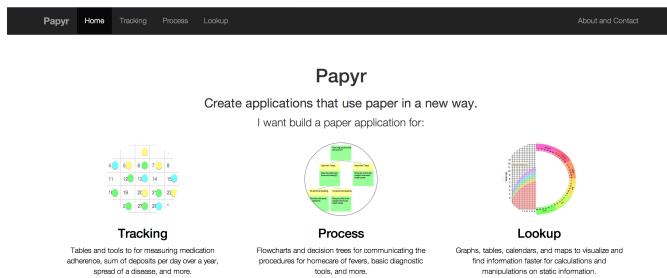 Papyr Home Tracking Process Lookup About and Contact
Papyr
Create applications that use paper in a new way.
I want build a paper application for:
Tracking
Tables and tools to for measuring medication
adherence, sum of deposits per day over a year,
spread of a disease, and more.
Process
Flowcharts and decision trees for communicating the
procedures for homecare of fevers, basic diagnostic
tools, and more.
Lookup
Graphs, tables, calendars, and maps to visualize and
find information faster for calculations and
manipulations on static information.